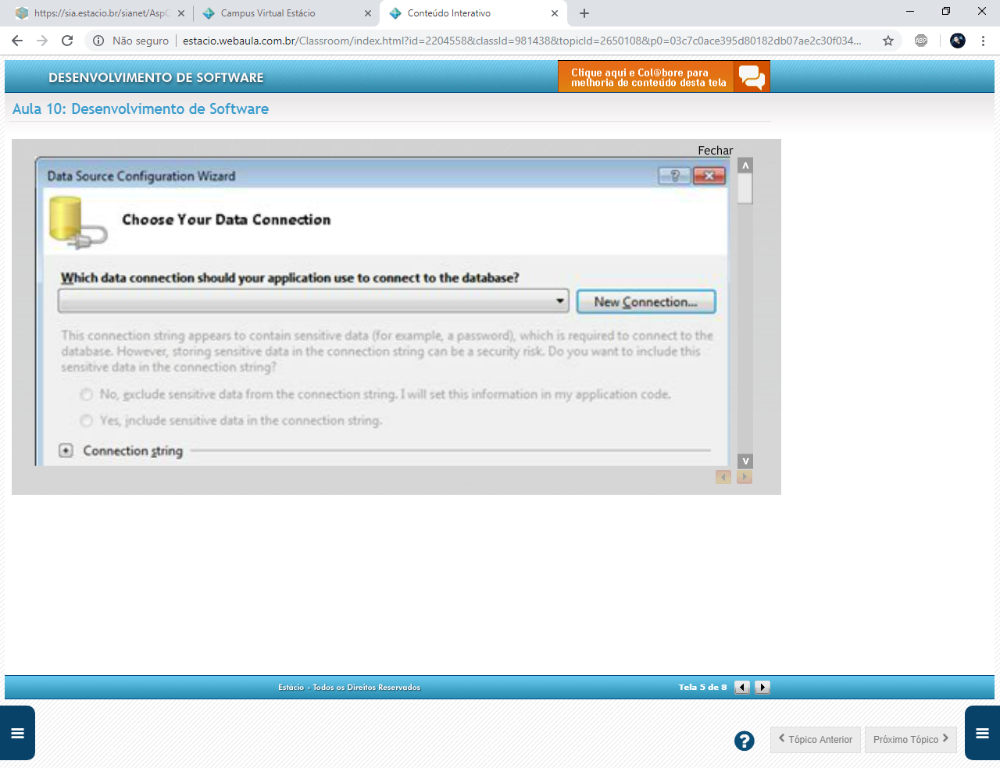 https://sia.estacio.br/sianet/AspC
Campus Virtual Estácio
Conteúdo Interativo
Não seguro
estacio.webaula.com.br/Classroom/index.html?id=2204558&classId=981438&topicId=2650108&p0=03c7c0ace395d80182db07ae2c30f034...
ABP
DESENVOLVIMENTO DE SOFTWARE
Clique aqui e Col@bore para
melhoria de conteúdo desta tela
Aula 10: Desenvolvimento de Software
Fechar
Data Source Configuration Wizard
Choose Your Data Connection
Which data connection should your application use to connect to the database?
New Connection...
This connection string appears to contain sensitive data (for example, a password), which is required to connect to the
database. However, storing sensitive data in the connection string can be a security risk. Do you want to include this
sensitive data in the connection string?
No, exclude sensitive data from the connection string. I will set this information in my application code.
Yes, include sensitive data in the connection string.
Connection string
Estácio - Todos os Direitos Reservados
Tela 5 de 8
Tópico Anterior
Próximo Tópico